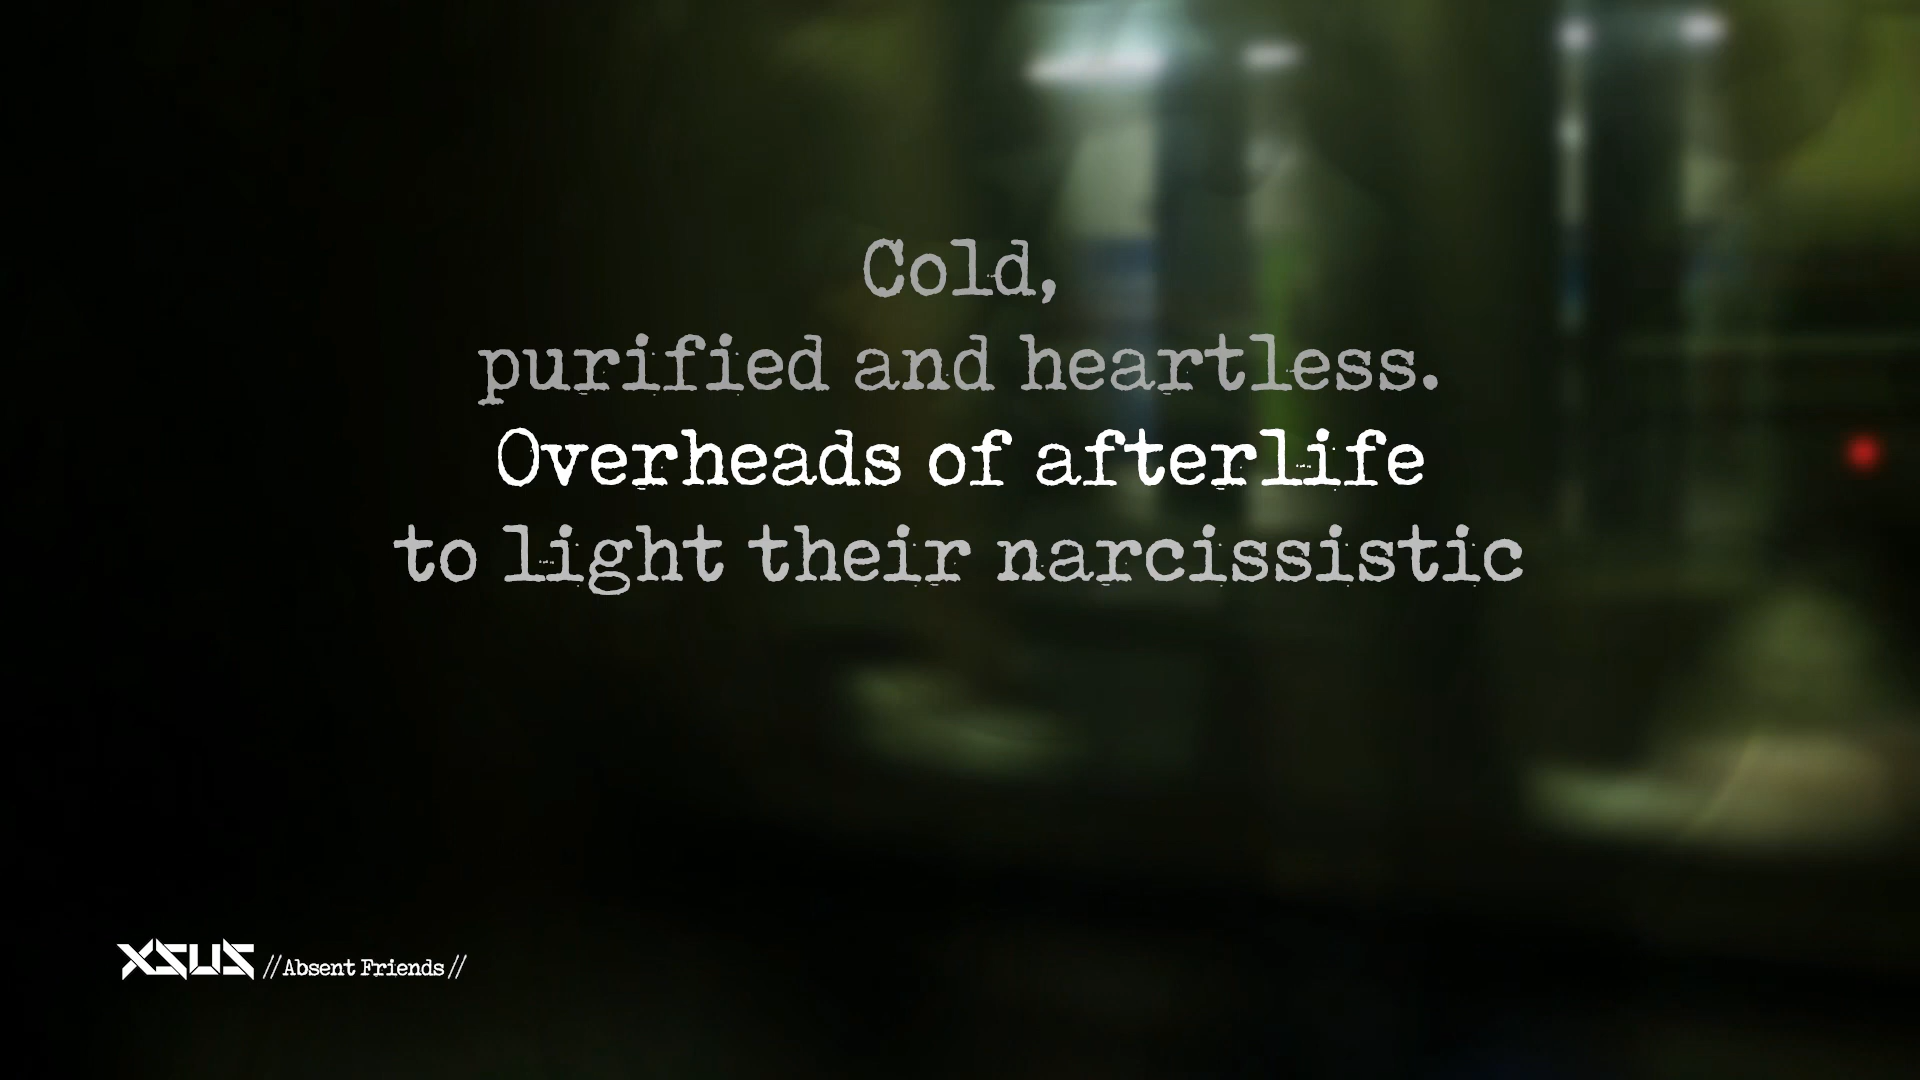 Cold,
purified and heartless.
Overheads of afterlife
to light their narcissistic
XSUS //Absent Friends//